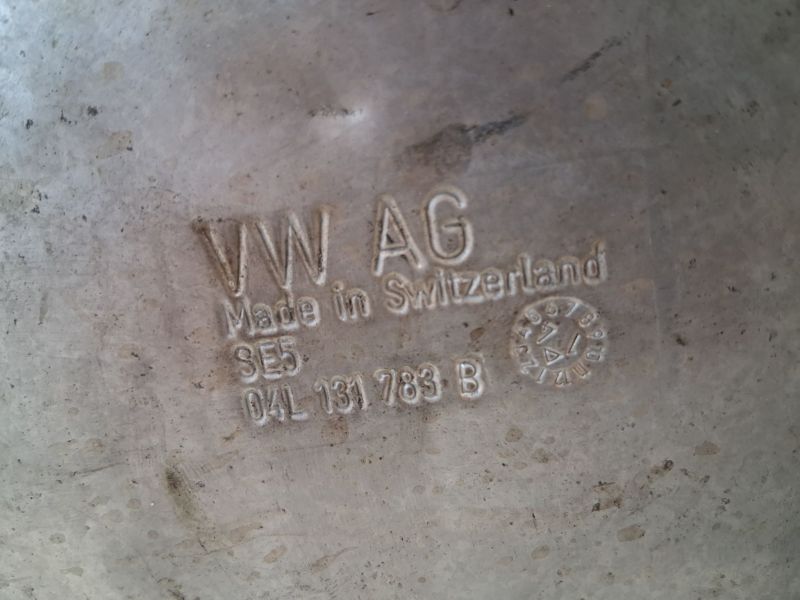 VW AG
Made in Switzerland
SE5
04L 131 783 B